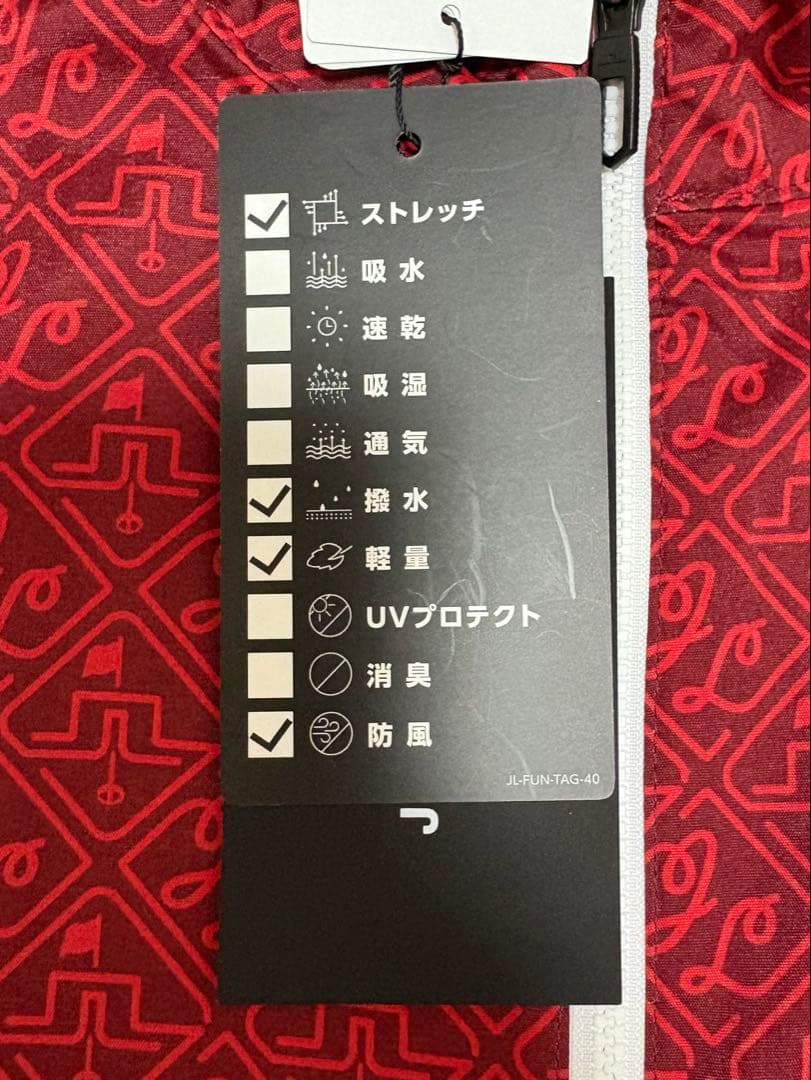 ストレッチ
吸水
速乾
吸湿
通気
撥水
軽量
UVプロテクト
消臭
防風
JL-FUN-TAG-40